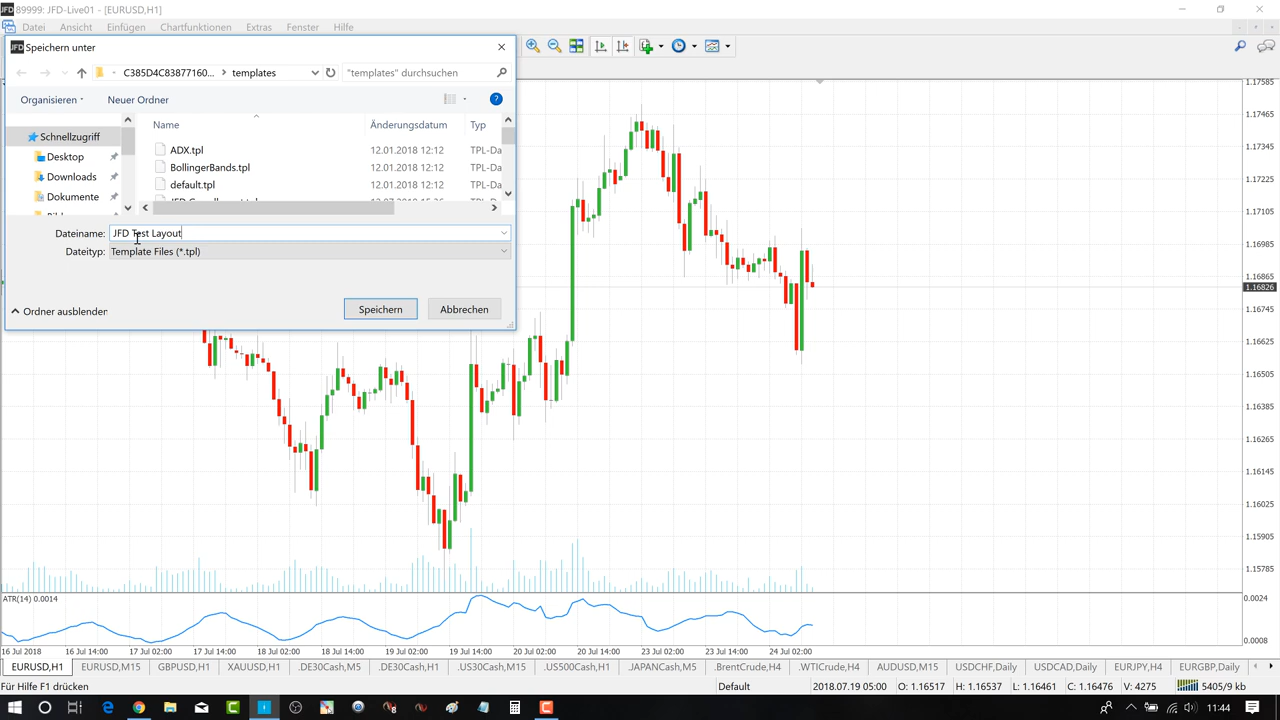 JFD 89999: JFD-Live01 - [EURUSD,H1]
Datei Ansicht Einfügen Chartfunktionen Extras Fenster Hilfe
JFD Speichern unter
C385D4C83877160... templates "templates" durchsuchen
Organisieren Neuer Ordner
Schnellzugriff
Desktop
Downloads
Dokumente
Name Änderungsdatum Typ
ADX.tpl 12.01.2018 12:12 TPL-Da
BollingerBands.tpl 12.01.2018 12:12 TPL-Da
default.tpl 12.01.2018 12:12 TPL-Da
Dateiname: JFD Test Layout
Dateityp: Template Files (*.tpl)
Ordner ausblenden Speichern Abbrechen
1.17585
1.17465
1.17345
1.17225
1.17105
1.16985
1.16865
1.16826
1.16745
1.16625
1.16505
1.16385
1.16265
1.16145
1.16025
1.15905
1.15785
ATR(14) 0.0014
0.0024
0.0008
16 Jul 2018 16 Jul 14:00 17 Jul 02:00 17 Jul 14:00 18 Jul 02:00 18 Jul 14:00 19 Jul 02:00 19 Jul 14:00 20 Jul 02:00 20 Jul 14:00 23 Jul 02:00 23 Jul 14:00 24 Jul 02:00
EURUSD,H1 EURUSD,M15 GBPUSD,H1 XAUUSD,H1 .DE30Cash,M5 .DE30Cash,H1 .US30Cash,M15 .US500Cash,H1 .JAPANCash,M5 .BrentCrude,H4 .WTICrude,H4 AUDUSD,M15 USDCHF,Daily USDCAD,Daily EURJPY,H4 EURGBP,Daily
Für Hilfe F1 drücken Default 2018.07.19 05:00 O: 1.16517 H: 1.16537 L: 1.16461 C: 1.16476 V: 4275 5405/9 kb
11:44